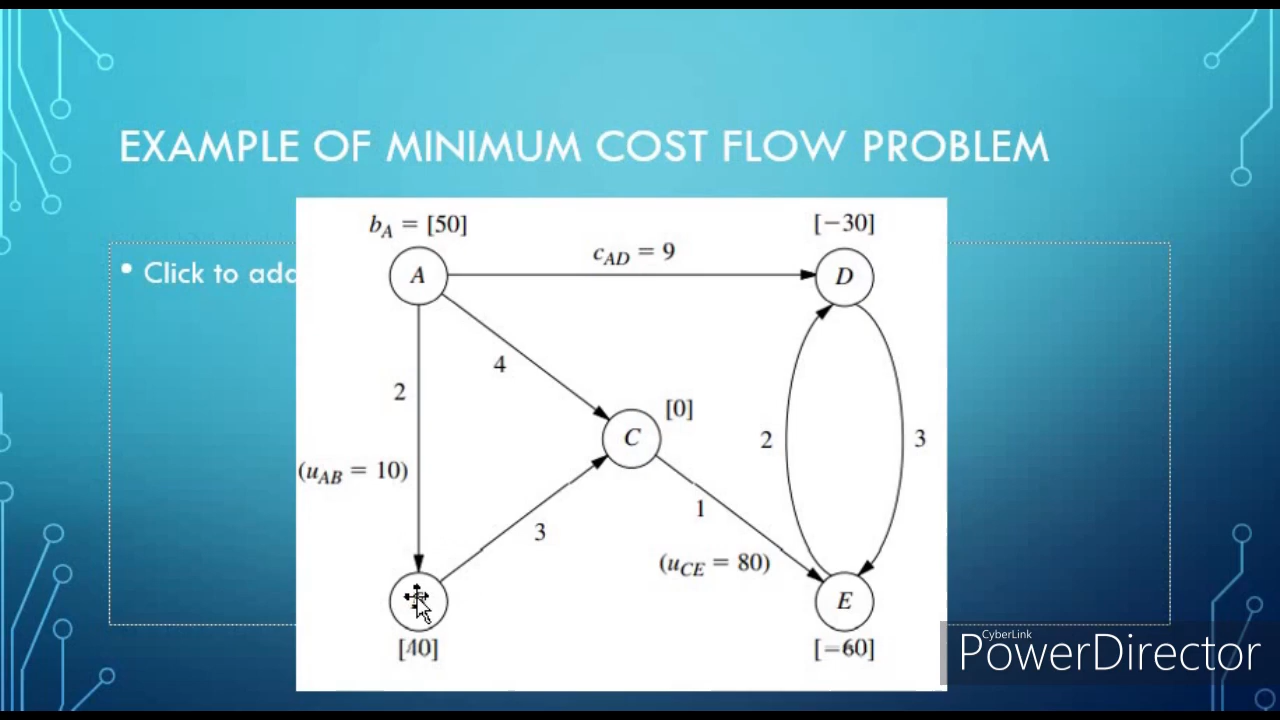 EXAMPLE OF MINIMUM COST FLOW PROBLEM
• Click to add
b_A = [50]
[−30]
c_AD = 9
A
D
4
2
[0]
C
2
3
(u_AB = 10)
1
3
(u_CE = 80)
E
[40]
[−60]
CyberLink
PowerDirector